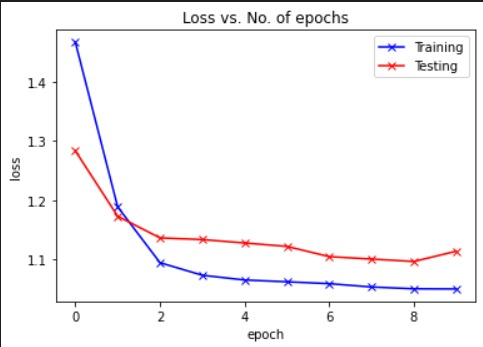 Loss vs. No. of epochs
Training
Testing
loss
1.4
1.3
1.2
1.1
0 2 4 6 8
epoch